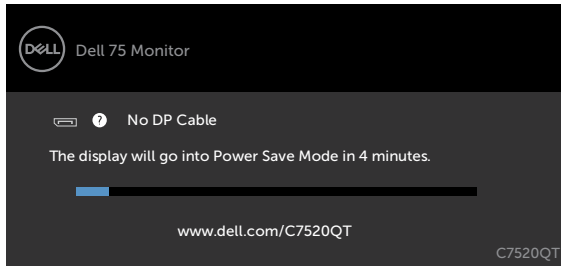 DELL
Dell 75 Monitor
? No DP Cable
The display will go into Power Save Mode in 4 minutes.
www.dell.com/C7520QT
C7520QT